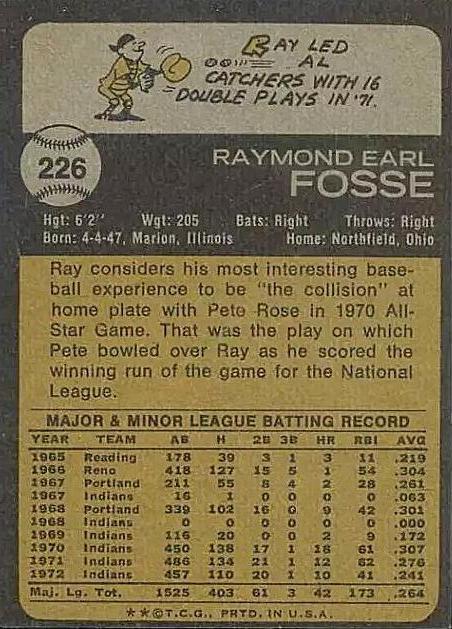 RAY LED
AL
CATCHERS WITH 16
DOUBLE PLAYS IN '71.
226
RAYMOND EARL
FOSSE
Hgt: 6'2" Wgt: 205 Bats: Right Throws: Right
Born: 4-4-47, Marion, Illinois Home: Northfield, Ohio
Ray considers his most interesting base-
ball experience to be "the collision" at
home plate with Pete Rose in 1970 All-
Star Game. That was the play on which
Pete bowled over Ray as he scored the
winning run of the game for the National
League.
MAJOR & MINOR LEAGUE BATTING RECORD
YEAR TEAM AB H 2B 3B HR RBI AVG
1965 Reading 178 39 3 1 3 11 .219
1966 Reno 418 127 15 5 1 54 .304
1967 Portland 211 55 8 4 2 28 .261
1967 Indians 16 1 0 0 0 0 .063
1968 Portland 339 102 16 0 9 42 .301
1968 Indians 0 0 0 0 0 0 .000
1969 Indians 116 20 0 0 2 9 .172
1970 Indians 450 138 17 1 18 61 .307
1971 Indians 486 134 21 1 12 62 .276
1972 Indians 457 110 20 1 10 41 .241
Maj. Lg. Tot. 1525 403 61 3 42 173 .264
**©T.C.G., PRTD. IN U.S.A.